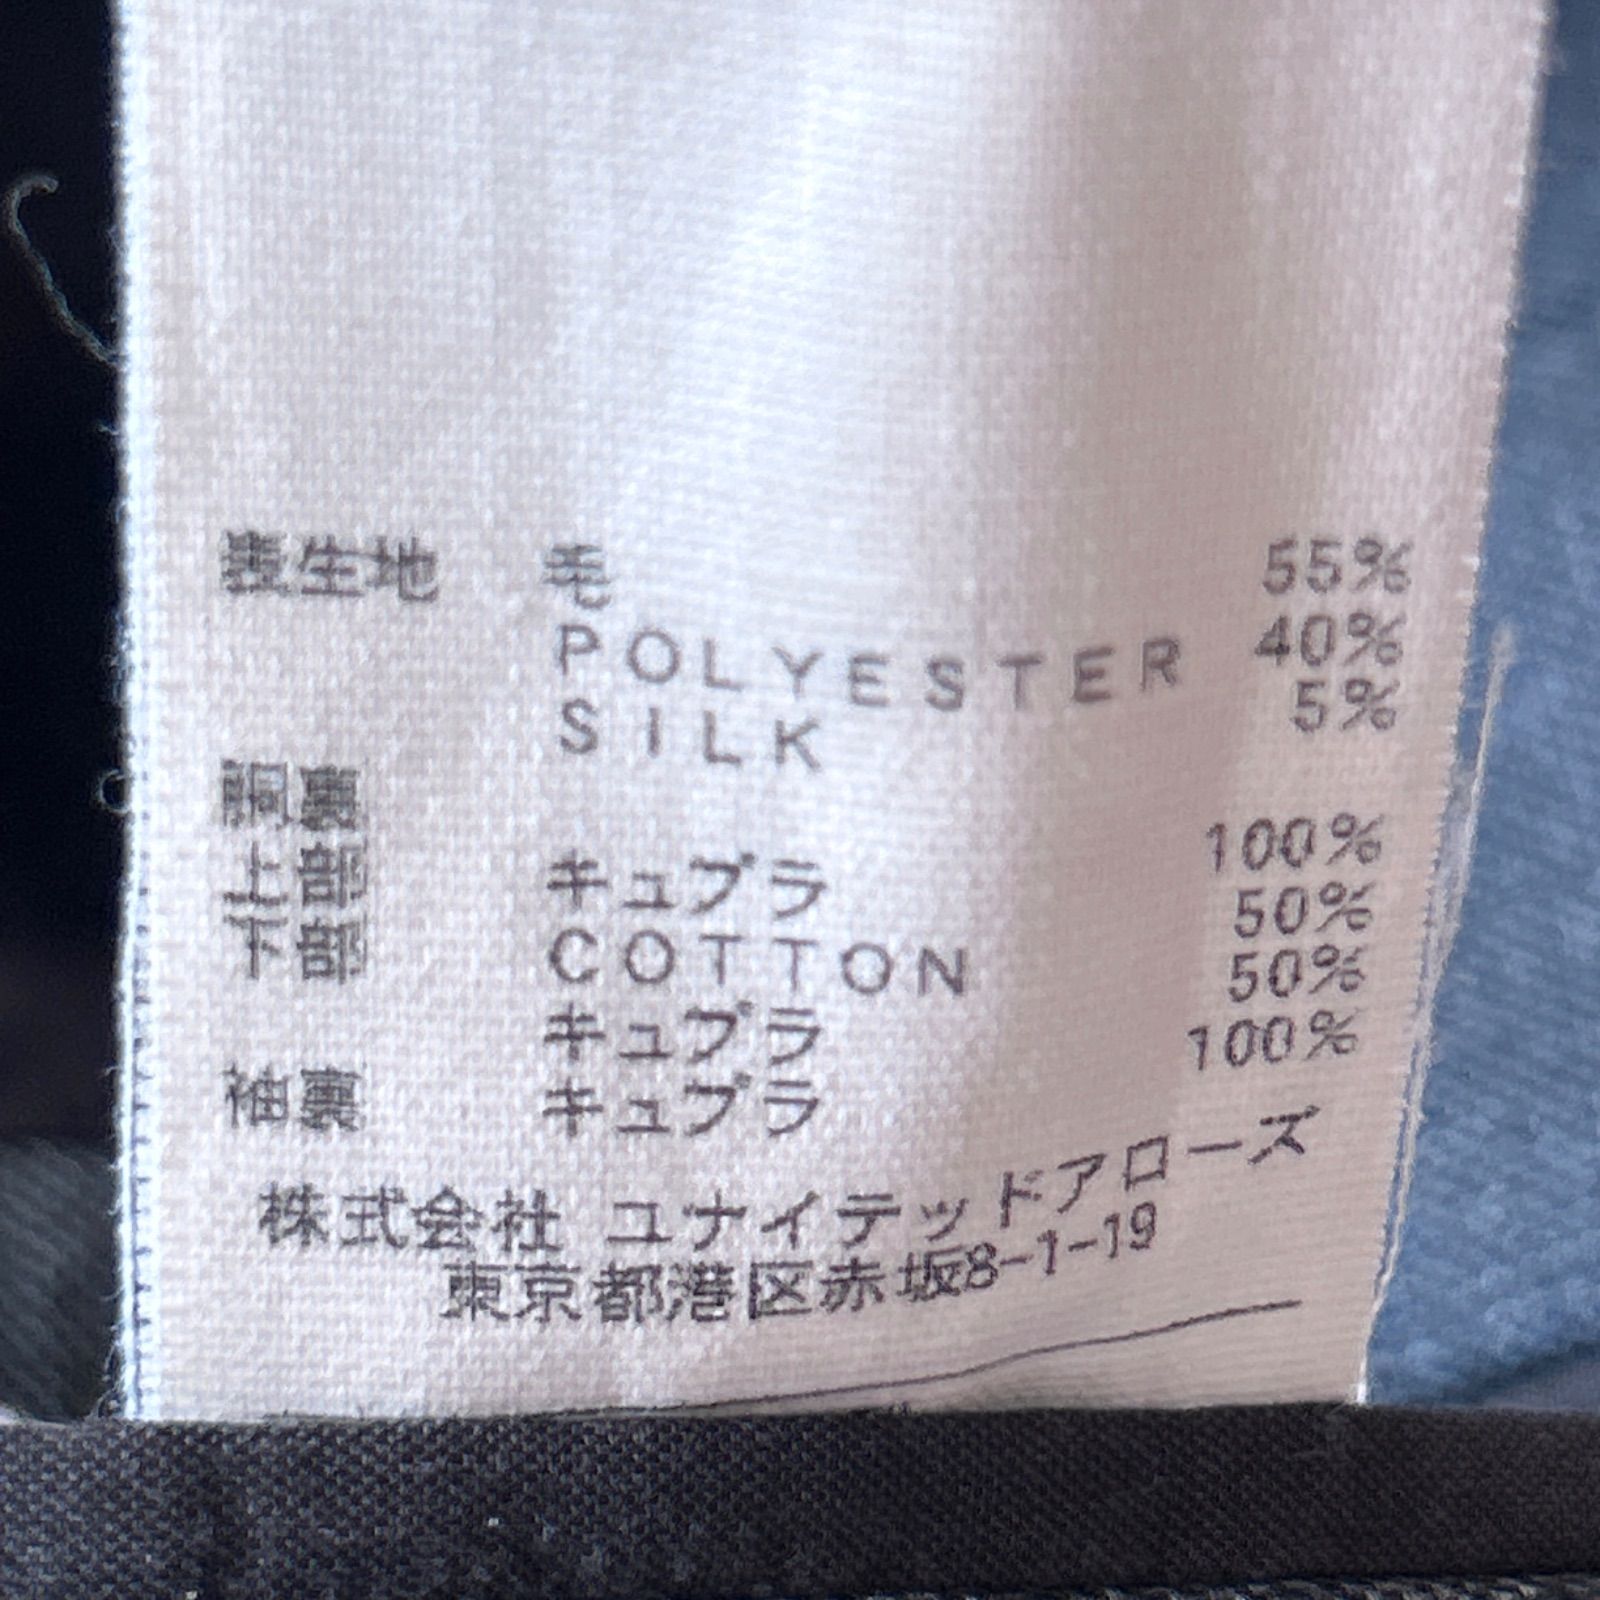 表生地 毛 55%
POLYESTER 40%
SILK 5%
胴裏
上部 キュプラ 100%
下部 COTTON 50%
キュプラ 50%
袖裏 キュプラ 100%
株式会社 ユナイテッドアローズ
東京都港区赤坂8-1-19